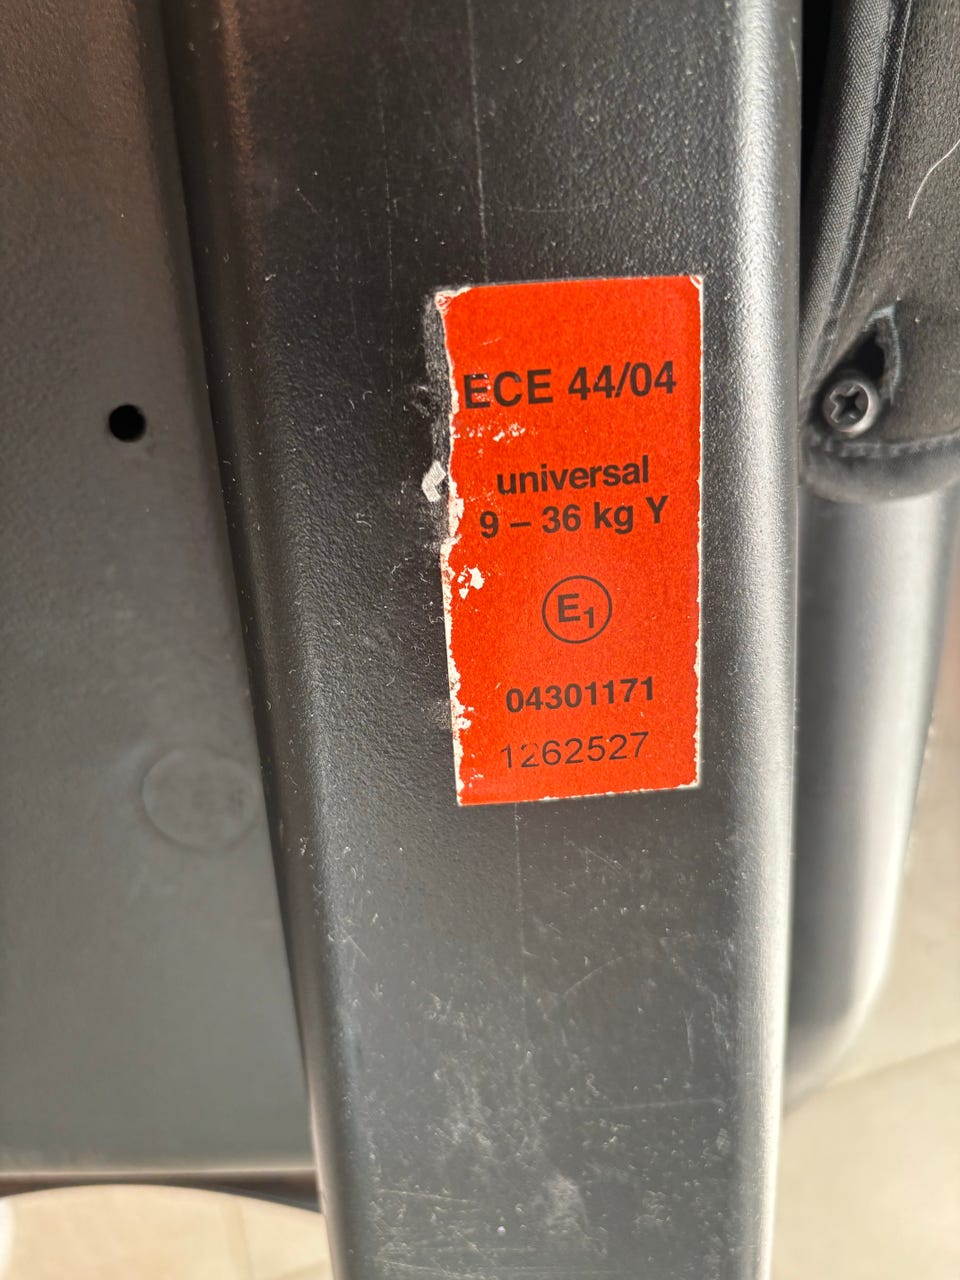 ECE 44/04
universal
9 – 36 kg Y
E1
04301171
1262527